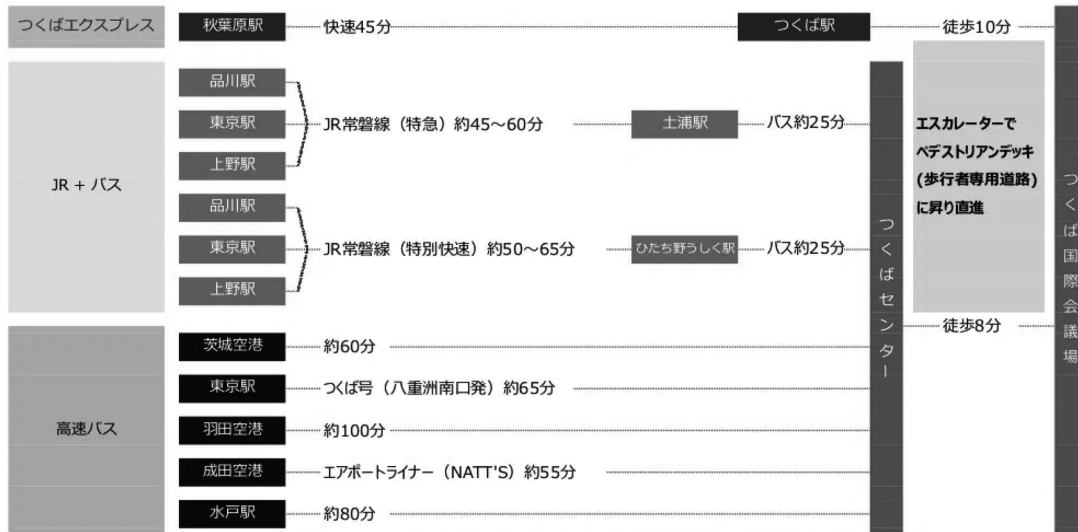 つくばエクスプレス
秋葉原駅
快速45分
つくば駅
徒歩10分
JR + バス
品川駅
東京駅
上野駅
JR常磐線（特急）約45～60分
土浦駅
バス約25分
品川駅
東京駅
上野駅
JR常磐線（特別快速）約50～65分
ひたち野うしく駅
バス約25分
高速バス
茨城空港
約60分
東京駅
つくば号（八重洲南口発）約65分
羽田空港
約100分
成田空港
エアポートライナー（NATT'S）約55分
水戸駅
約80分
つくばセンター
エスカレーターで
ペデストリアンデッキ
(歩行者専用道路)
に昇り直進
徒歩8分
つくば国際会議場